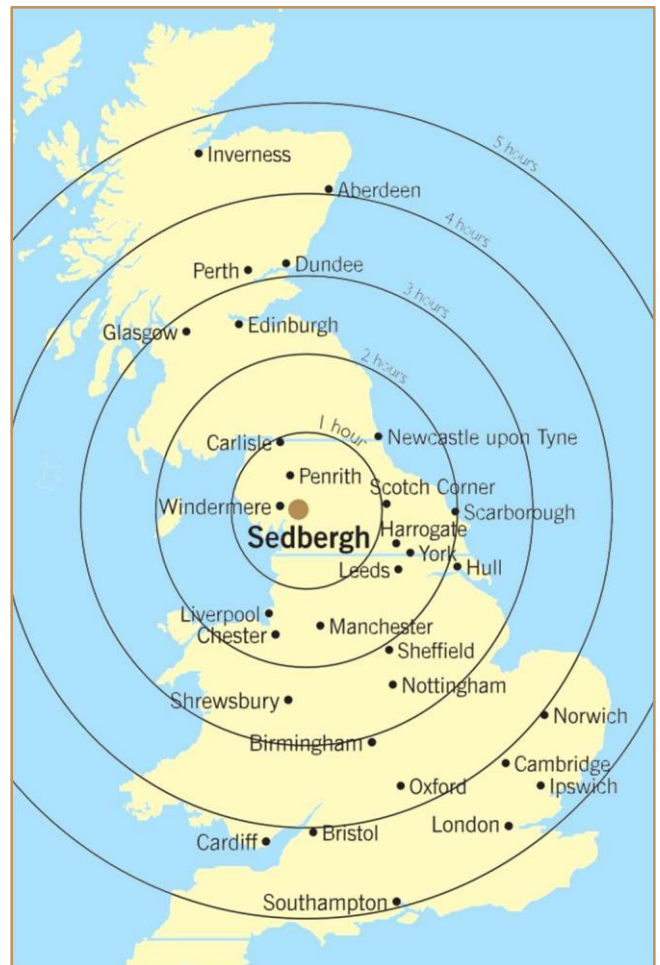 5 hours
Inverness
Aberdeen
4 hours
Dundee
Perth
3 hours
Edinburgh
Glasgow
2 hours
1 hour
Newcastle upon Tyne
Carlisle
Penrith
Scotch Corner
Windermere
Scarborough
Sedbergh
Harrogate
York
Hull
Leeds
Liverpool
Manchester
Chester
Sheffield
Nottingham
Shrewsbury
Norwich
Birmingham
Cambridge
Oxford
Ipswich
London
Bristol
Cardiff
Southampton